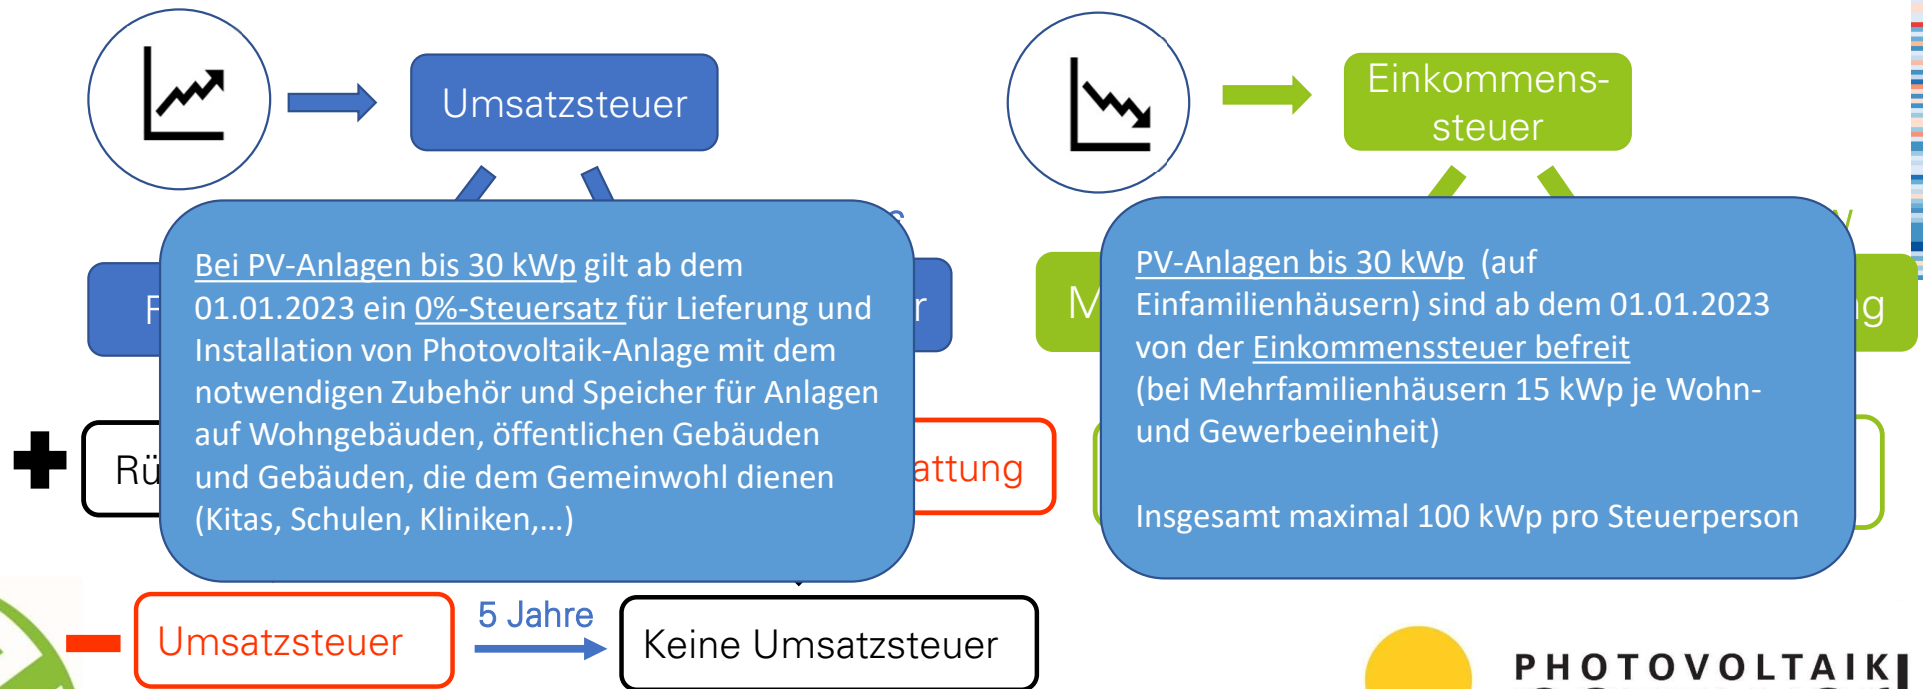 Umsatzsteuer
Einkommens-
steuer
Bei PV-Anlagen bis 30 kWp gilt ab dem
01.01.2023 ein 0%-Steuersatz für Lieferung und
Installation von Photovoltaik-Anlage mit dem
notwendigen Zubehör und Speicher für Anlagen
auf Wohngebäuden, öffentlichen Gebäuden
und Gebäuden, die dem Gemeinwohl dienen
(Kitas, Schulen, Kliniken,…)
PV-Anlagen bis 30 kWp (auf
Einfamilienhäusern) sind ab dem 01.01.2023
von der Einkommenssteuer befreit
(bei Mehrfamilienhäusern 15 kWp je Wohn-
und Gewerbeeinheit)
Insgesamt maximal 100 kWp pro Steuerperson
Rü
attung
Umsatzsteuer
5 Jahre
Keine Umsatzsteuer
PHOTOVOLTAIK